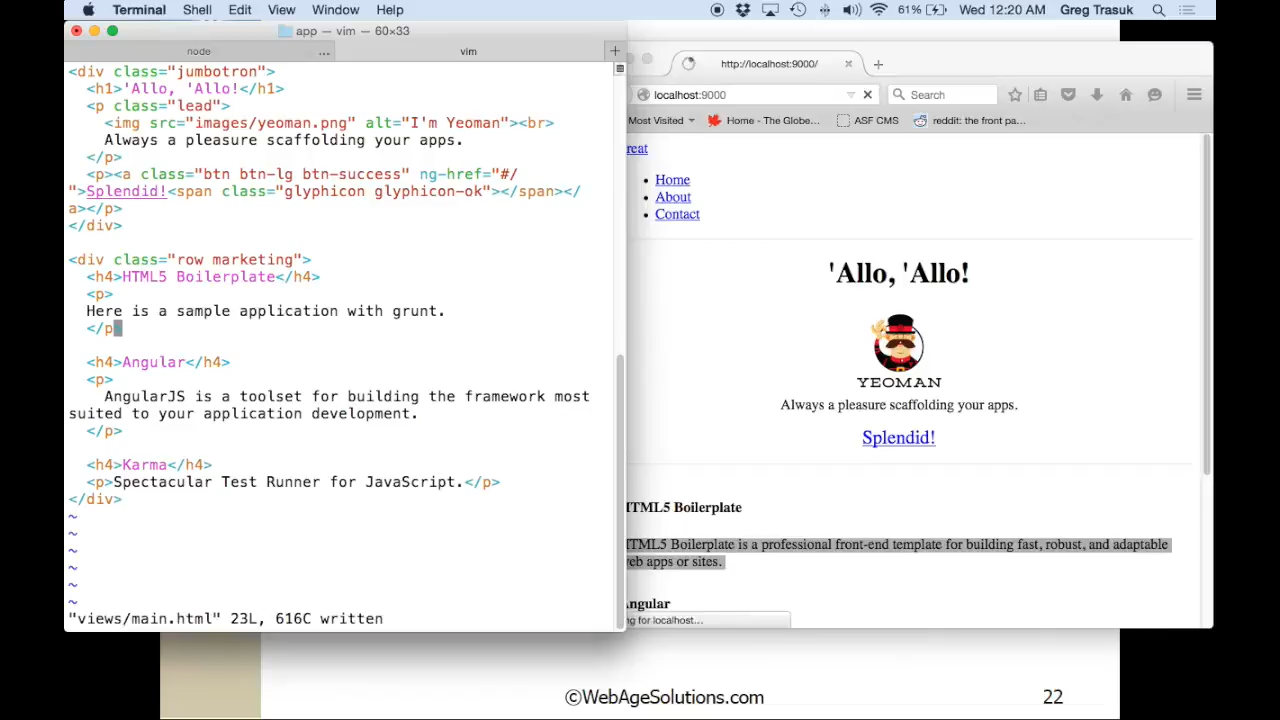 Terminal Shell Edit View Window Help
61% Wed 12:20 AM Greg Trasuk
app — vim — 60×33
node ... vim +
<div class="jumbotron">
<h1>'Allo, 'Allo!</h1>
<p class="lead">
<img src="images/yeoman.png" alt="I'm Yeoman"><br>
Always a pleasure scaffolding your apps.
</p>
<p><a class="btn btn-lg btn-success" ng-href="#/
">Splendid!<span class="glyphicon glyphicon-ok"></span></
a></p>
</div>
<div class="row marketing">
<h4>HTML5 Boilerplate</h4>
<p>
Here is a sample application with grunt.
</p>
<h4>Angular</h4>
<p>
AngularJS is a toolset for building the framework most
suited to your application development.
</p>
<h4>Karma</h4>
<p>Spectacular Test Runner for JavaScript.</p>
</div>
~
~
~
~
~
~
"views/main.html" 23L, 616C written
http://localhost:9000/
localhost:9000
Search
Most Visited Home - The Globe... ASF CMS reddit: the front pa...
reat
Home
About
Contact
'Allo, 'Allo!
YEOMAN
Always a pleasure scaffolding your apps.
Splendid!
HTML5 Boilerplate
HTML5 Boilerplate is a professional front-end template for building fast, robust, and adaptable
web apps or sites.
Angular
ng for localhost...
©WebAgeSolutions.com
22